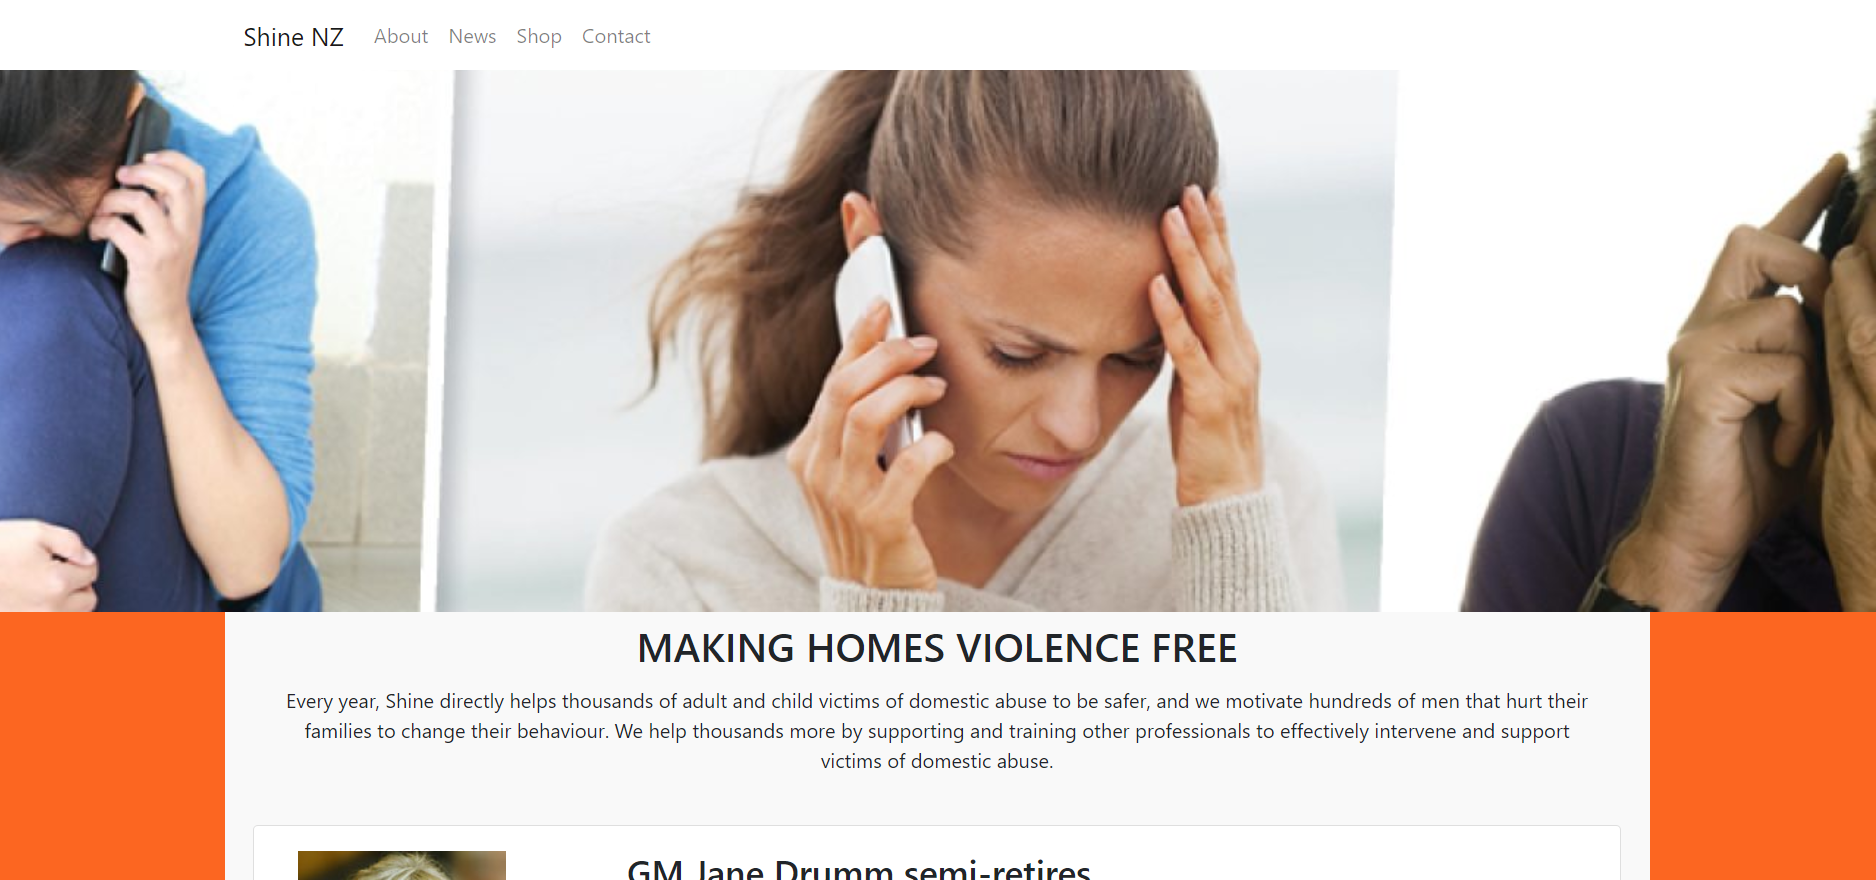 Shine NZ About News Shop Contact
MAKING HOMES VIOLENCE FREE
Every year, Shine directly helps thousands of adult and child victims of domestic abuse to be safer, and we motivate hundreds of men that hurt their
families to change their behaviour. We help thousands more by supporting and training other professionals to effectively intervene and support
victims of domestic abuse.
GM Jane Drumm semi-retires